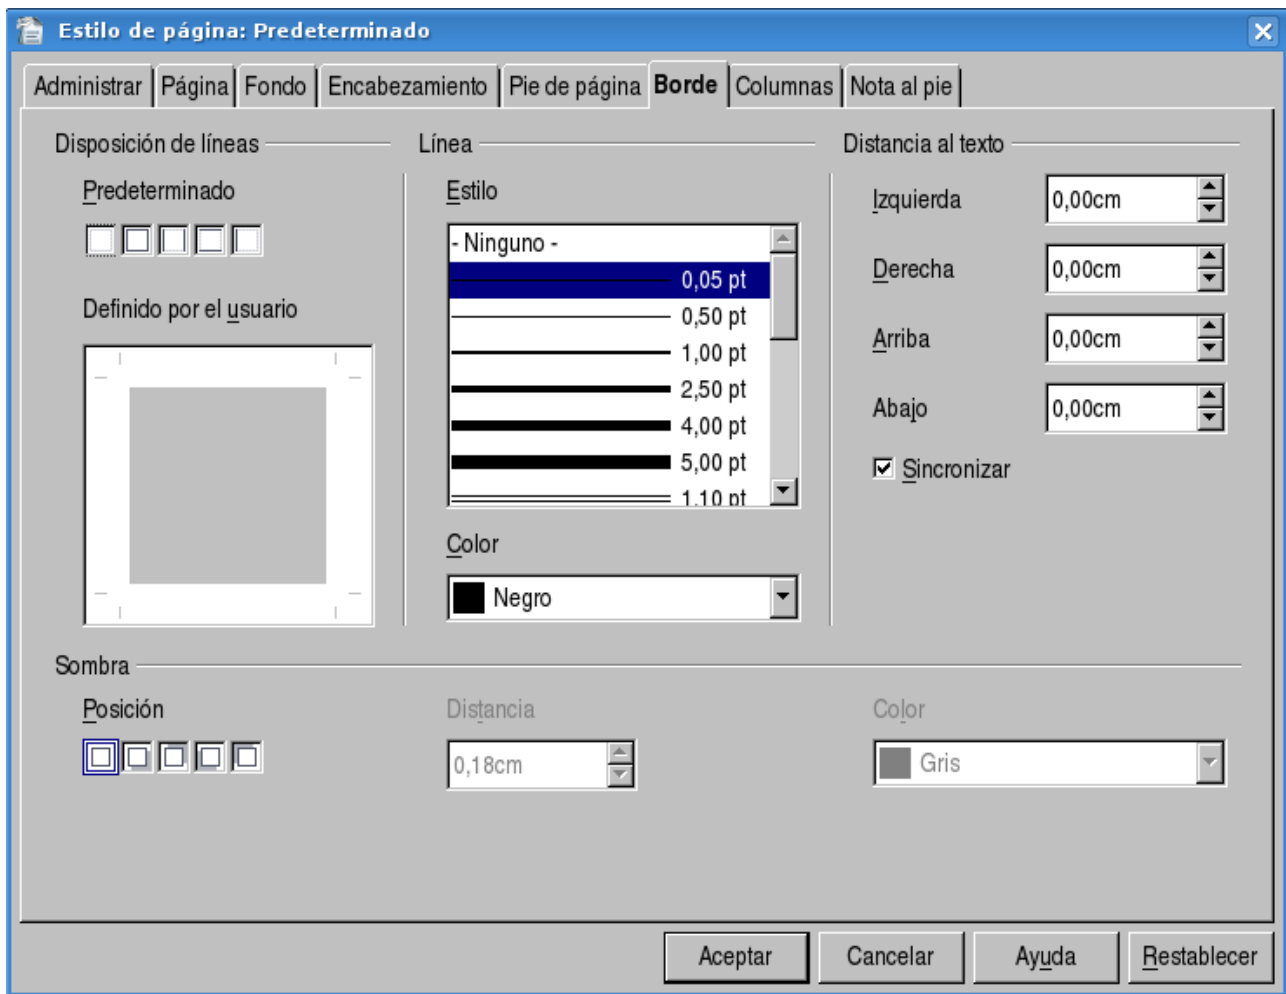 Estilo de página: Predeterminado
Administrar Página Fondo Encabezamiento Pie de página Borde Columnas Nota al pie
Disposición de líneas
Predeterminado
Definido por el usuario
Línea
Estilo
- Ninguno -
0,05 pt
0,50 pt
1,00 pt
2,50 pt
4,00 pt
5,00 pt
1,10 pt
Color
Negro
Distancia al texto
Izquierda 0,00cm
Derecha 0,00cm
Arriba 0,00cm
Abajo 0,00cm
Sincronizar
Sombra
Posición
Distancia
0,18cm
Color
Gris
Aceptar Cancelar Ayuda Restablecer